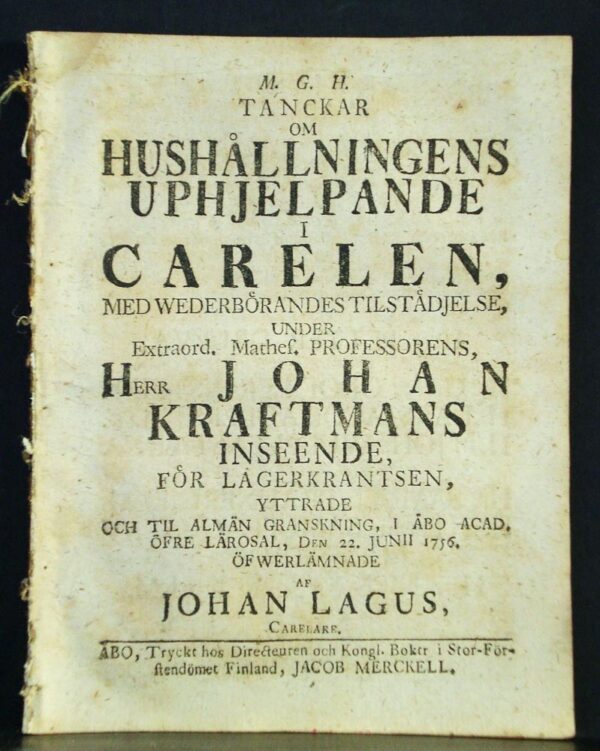 M. G. H.
TANCKAR
OM
HUSHÅLLNINGENS
UPHJELPANDE
I
CARELEN,
MED WEDERBÖRANDES TILSTÅDJELSE,
UNDER
Extraord. Mathes. PROFESSORENS,
HERR JOHAN
KRAFTMANS
INSEENDE,
FÖR LAGERKRANTSEN,
YTTRADE
OCH TIL ALMÄN GRANSKNING, I ÅBO ACAD.
ÖFRE LÄROSAL, DEN 22. JUNII 1756.
ÖFWERLÄMNADE
AF
JOHAN LAGUS,
CARELARE.
ÅBO, Tryckt hos Directeuren och Kongl. Boktr i Stor-För-
stendömet Finland, JACOB MERCKELL.